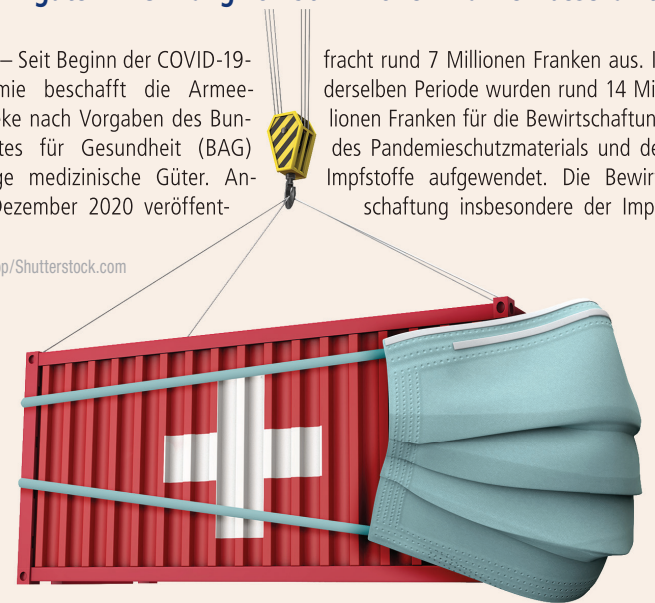 – Seit Beginn der COVID-19-
mie beschafft die Armee-
ke nach Vorgaben des Bun-
tes für Gesundheit (BAG)
ge medizinische Güter. An-
Dezember 2020 veröffent-
p/Shutterstock.com
fracht rund 7 Millionen Franken aus. I
derselben Periode wurden rund 14 Mi
lionen Franken für die Bewirtschaftun
des Pandemieschutzmaterials und de
Impfstoffe aufgewendet. Die Bewir
schaftung insbesondere der Imp